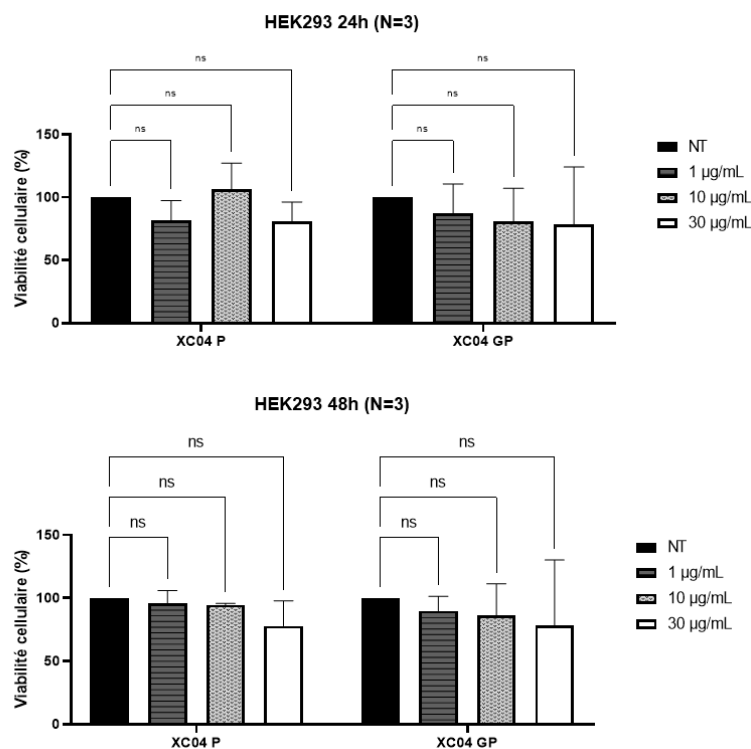 HEK293 24h (N=3)
ns
ns
ns
ns
ns
ns
Viabilité cellulaire (%)
150
100
50
0
XC04 P
XC04 GP
NT
1 µg/mL
10 µg/mL
30 µg/mL
HEK293 48h (N=3)
ns
ns
ns
ns
ns
ns
Viabilité cellulaire (%)
150
100
50
0
XC04 P
XC04 GP
NT
1 µg/mL
10 µg/mL
30 µg/mL